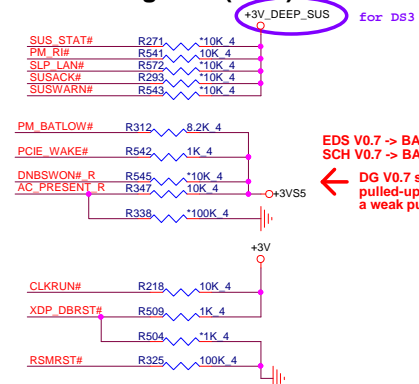 +3V_DEEP_SUS for DS3
SUS_STAT# R271 *10K_4
PM_RI# R541 10K_4
SLP_LAN# R572 *10K_4
SUSACK# R293 *10K_4
SUSWARN# R543 *10K_4
PM_BATLOW# R312 8.2K_4
EDS V0.7 -> BA
PCIE_WAKE# R542 1K_4
SCH V0.7 -> BA
DNBSWON#_R R545 *10K_4
DG V0.7 s
AC_PRESENT_R R347 10K_4 +3VS5
pulled-up
a weak pu
R338 *100K_4
+3V
CLKRUN# R218 10K_4
XDP_DBRST# R509 1K_4
R504 *1K_4
RSMRST# R325 100K_4